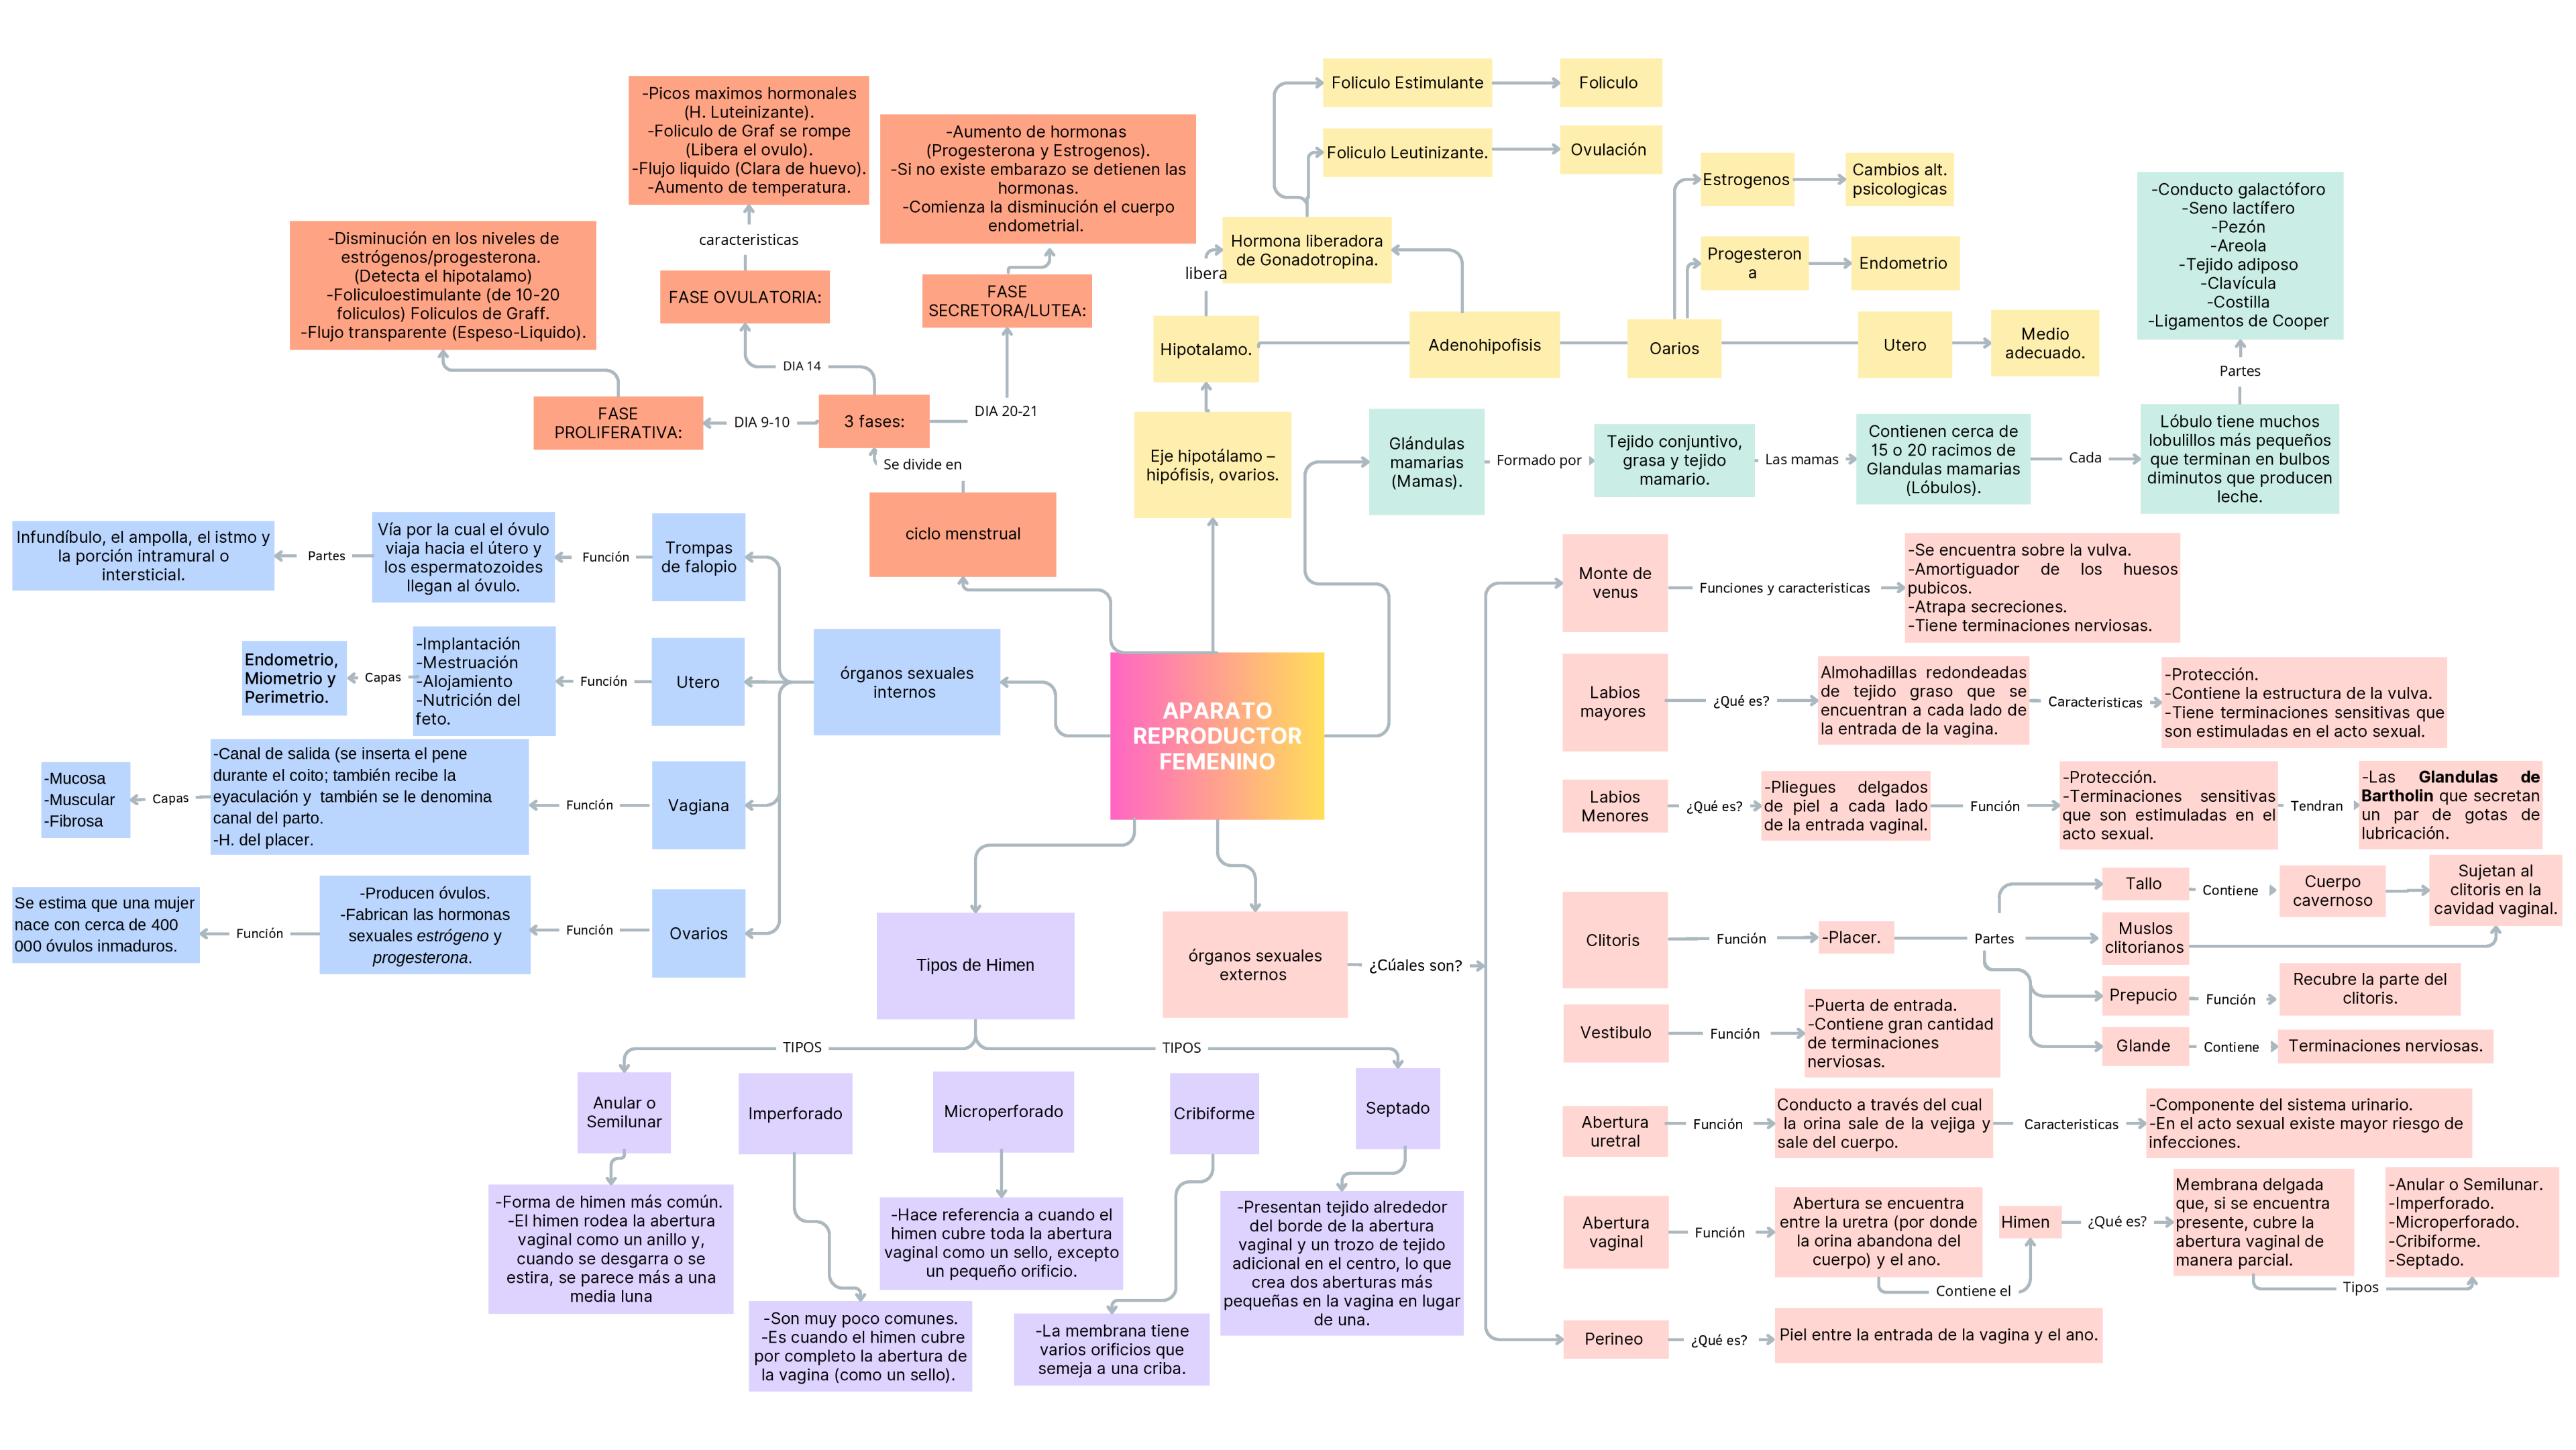 APARATO
REPRODUCTOR
FEMENINO
ciclo menstrual
Se divide en
3 fases:
DIA 9-10
FASE
PROLIFERATIVA:
-Disminución en los niveles de
estrógenos/progesterona.
(Detecta el hipotalamo)
-Foliculoestimulante (de 10-20
foliculos) Foliculos de Graff.
-Flujo transparente (Espeso-Liquido).
DIA 14
FASE OVULATORIA:
caracteristicas
-Picos maximos hormonales
(H. Luteinizante).
-Foliculo de Graf se rompe
(Libera el ovulo).
-Flujo liquido (Clara de huevo).
-Aumento de temperatura.
DIA 20-21
FASE
SECRETORA/LUTEA:
-Aumento de hormonas
(Progesterona y Estrogenos).
-Si no existe embarazo se detienen las
hormonas.
-Comienza la disminución el cuerpo
endometrial.
Eje hipotálamo –
hipófisis, ovarios.
Hipotalamo.
libera
Hormona liberadora
de Gonadotropina.
Foliculo Estimulante
Foliculo
Foliculo Leutinizante.
Ovulación
Adenohipofisis
Oarios
Estrogenos
Cambios alt.
psicologicas
Progesteron
a
Endometrio
Utero
Medio
adecuado.
Glándulas
mamarias
(Mamas).
Formado por
Tejido conjuntivo,
grasa y tejido
mamario.
Las mamas
Contienen cerca de
15 o 20 racimos de
Glandulas mamarias
(Lóbulos).
Cada
Lóbulo tiene muchos
lobulillos más pequeños
que terminan en bulbos
diminutos que producen
leche.
Partes
-Conducto galactóforo
-Seno lactífero
-Pezón
-Areola
-Tejido adiposo
-Clavícula
-Costilla
-Ligamentos de Cooper
órganos sexuales
internos
Trompas
de falopio
Función
Vía por la cual el óvulo
viaja hacia el útero y
los espermatozoides
llegan al óvulo.
Partes
Infundíbulo, el ampolla, el istmo y
la porción intramural o
intersticial.
Utero
Función
-Implantación
-Mestruación
-Alojamiento
-Nutrición del
feto.
Capas
Endometrio,
Miometrio y
Perimetrio.
Vagiana
Función
-Canal de salida (se inserta el pene
durante el coito; también recibe la
eyaculación y  también se le denomina
canal del parto.
-H. del placer.
Capas
-Mucosa
-Muscular
-Fibrosa
Ovarios
Función
-Producen óvulos.
-Fabrican las hormonas
sexuales estrógeno y
progesterona.
Función
Se estima que una mujer
nace con cerca de 400
000 óvulos inmaduros.
Tipos de Himen
TIPOS
TIPOS
Anular o
Semilunar
-Forma de himen más común.
-El himen rodea la abertura
vaginal como un anillo y,
cuando se desgarra o se
estira, se parece más a una
media luna
Imperforado
-Son muy poco comunes.
-Es cuando el himen cubre
por completo la abertura de
la vagina (como un sello).
Microperforado
-Hace referencia a cuando el
himen cubre toda la abertura
vaginal como un sello, excepto
un pequeño orificio.
Cribiforme
-La membrana tiene
varios orificios que
semeja a una criba.
Septado
-Presentan tejido alrededor
del borde de la abertura
vaginal y un trozo de tejido
adicional en el centro, lo que
crea dos aberturas más
pequeñas en la vagina en lugar
de una.
órganos sexuales
externos
¿Cúales son?
Monte de
venus
Funciones y caracteristicas
-Se encuentra sobre la vulva.
-Amortiguador de los huesos
pubicos.
-Atrapa secreciones.
-Tiene terminaciones nerviosas.
Labios
mayores
¿Qué es?
Almohadillas redondeadas
de tejido graso que se
encuentran a cada lado de
la entrada de la vagina.
Caracteristicas
-Protección.
-Contiene la estructura de la vulva.
-Tiene terminaciones sensitivas que
son estimuladas en el acto sexual.
Labios
Menores
¿Qué es?
-Pliegues delgados
de piel a cada lado
de la entrada vaginal.
Función
-Protección.
-Terminaciones sensitivas
que son estimuladas en el
acto sexual.
Tendran
-Las Glandulas de
Bartholin que secretan
un par de gotas de
lubricación.
Clitoris
Función
-Placer.
Partes
Tallo
Contiene
Cuerpo
cavernoso
Sujetan al
clitoris en la
cavidad vaginal.
Muslos
clitorianos
Prepucio
Función
Recubre la parte del
clitoris.
Glande
Contiene
Terminaciones nerviosas.
Vestibulo
Función
-Puerta de entrada.
-Contiene gran cantidad
de terminaciones
nerviosas.
Abertura
uretral
Función
Conducto a través del cual
la orina sale de la vejiga y
sale del cuerpo.
Caracteristicas
-Componente del sistema urinario.
-En el acto sexual existe mayor riesgo de
infecciones.
Abertura
vaginal
Función
Abertura se encuentra
entre la uretra (por donde
la orina abandona del
cuerpo) y el ano.
Contiene el
Himen
¿Qué es?
Membrana delgada
que, si se encuentra
presente, cubre la
abertura vaginal de
manera parcial.
Tipos
-Anular o Semilunar.
-Imperforado.
-Microperforado.
-Cribiforme.
-Septado.
Perineo
¿Qué es?
Piel entre la entrada de la vagina y el ano.